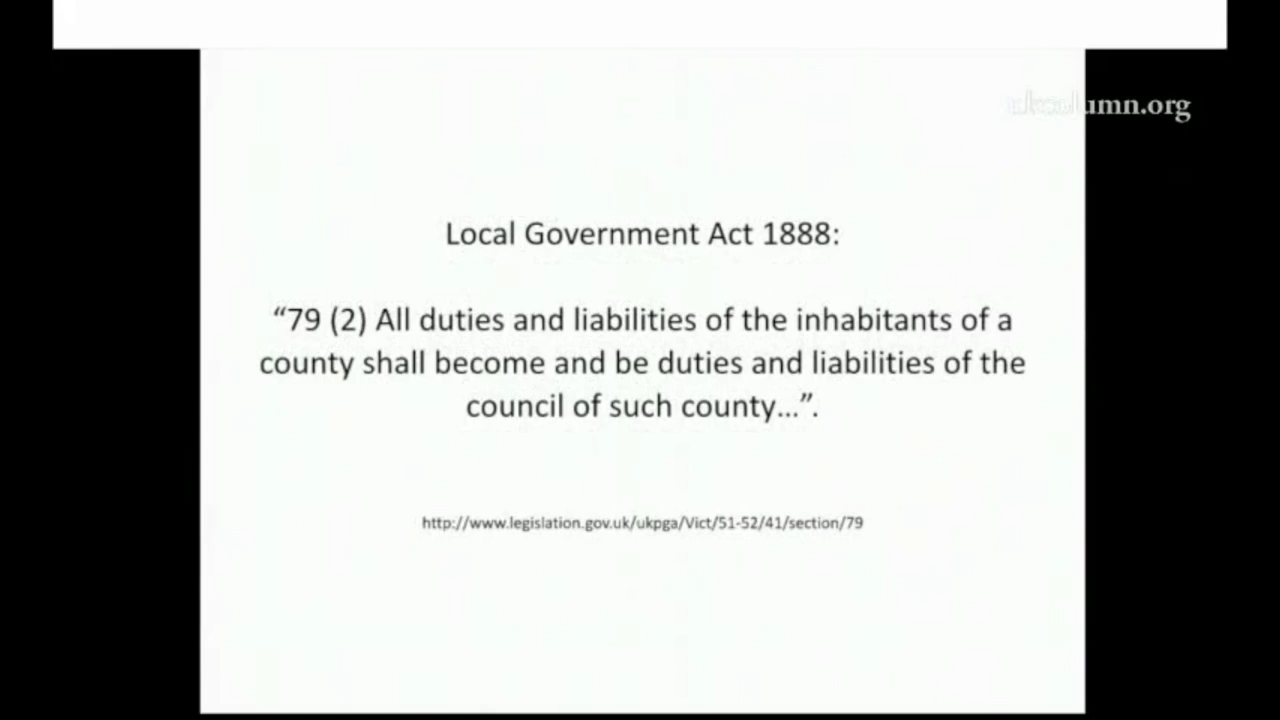 ukcolumn.org
Local Government Act 1888:
“79 (2) All duties and liabilities of the inhabitants of a
county shall become and be duties and liabilities of the
council of such county...”.
http://www.legislation.gov.uk/ukpga/Vict/51-52/41/section/79